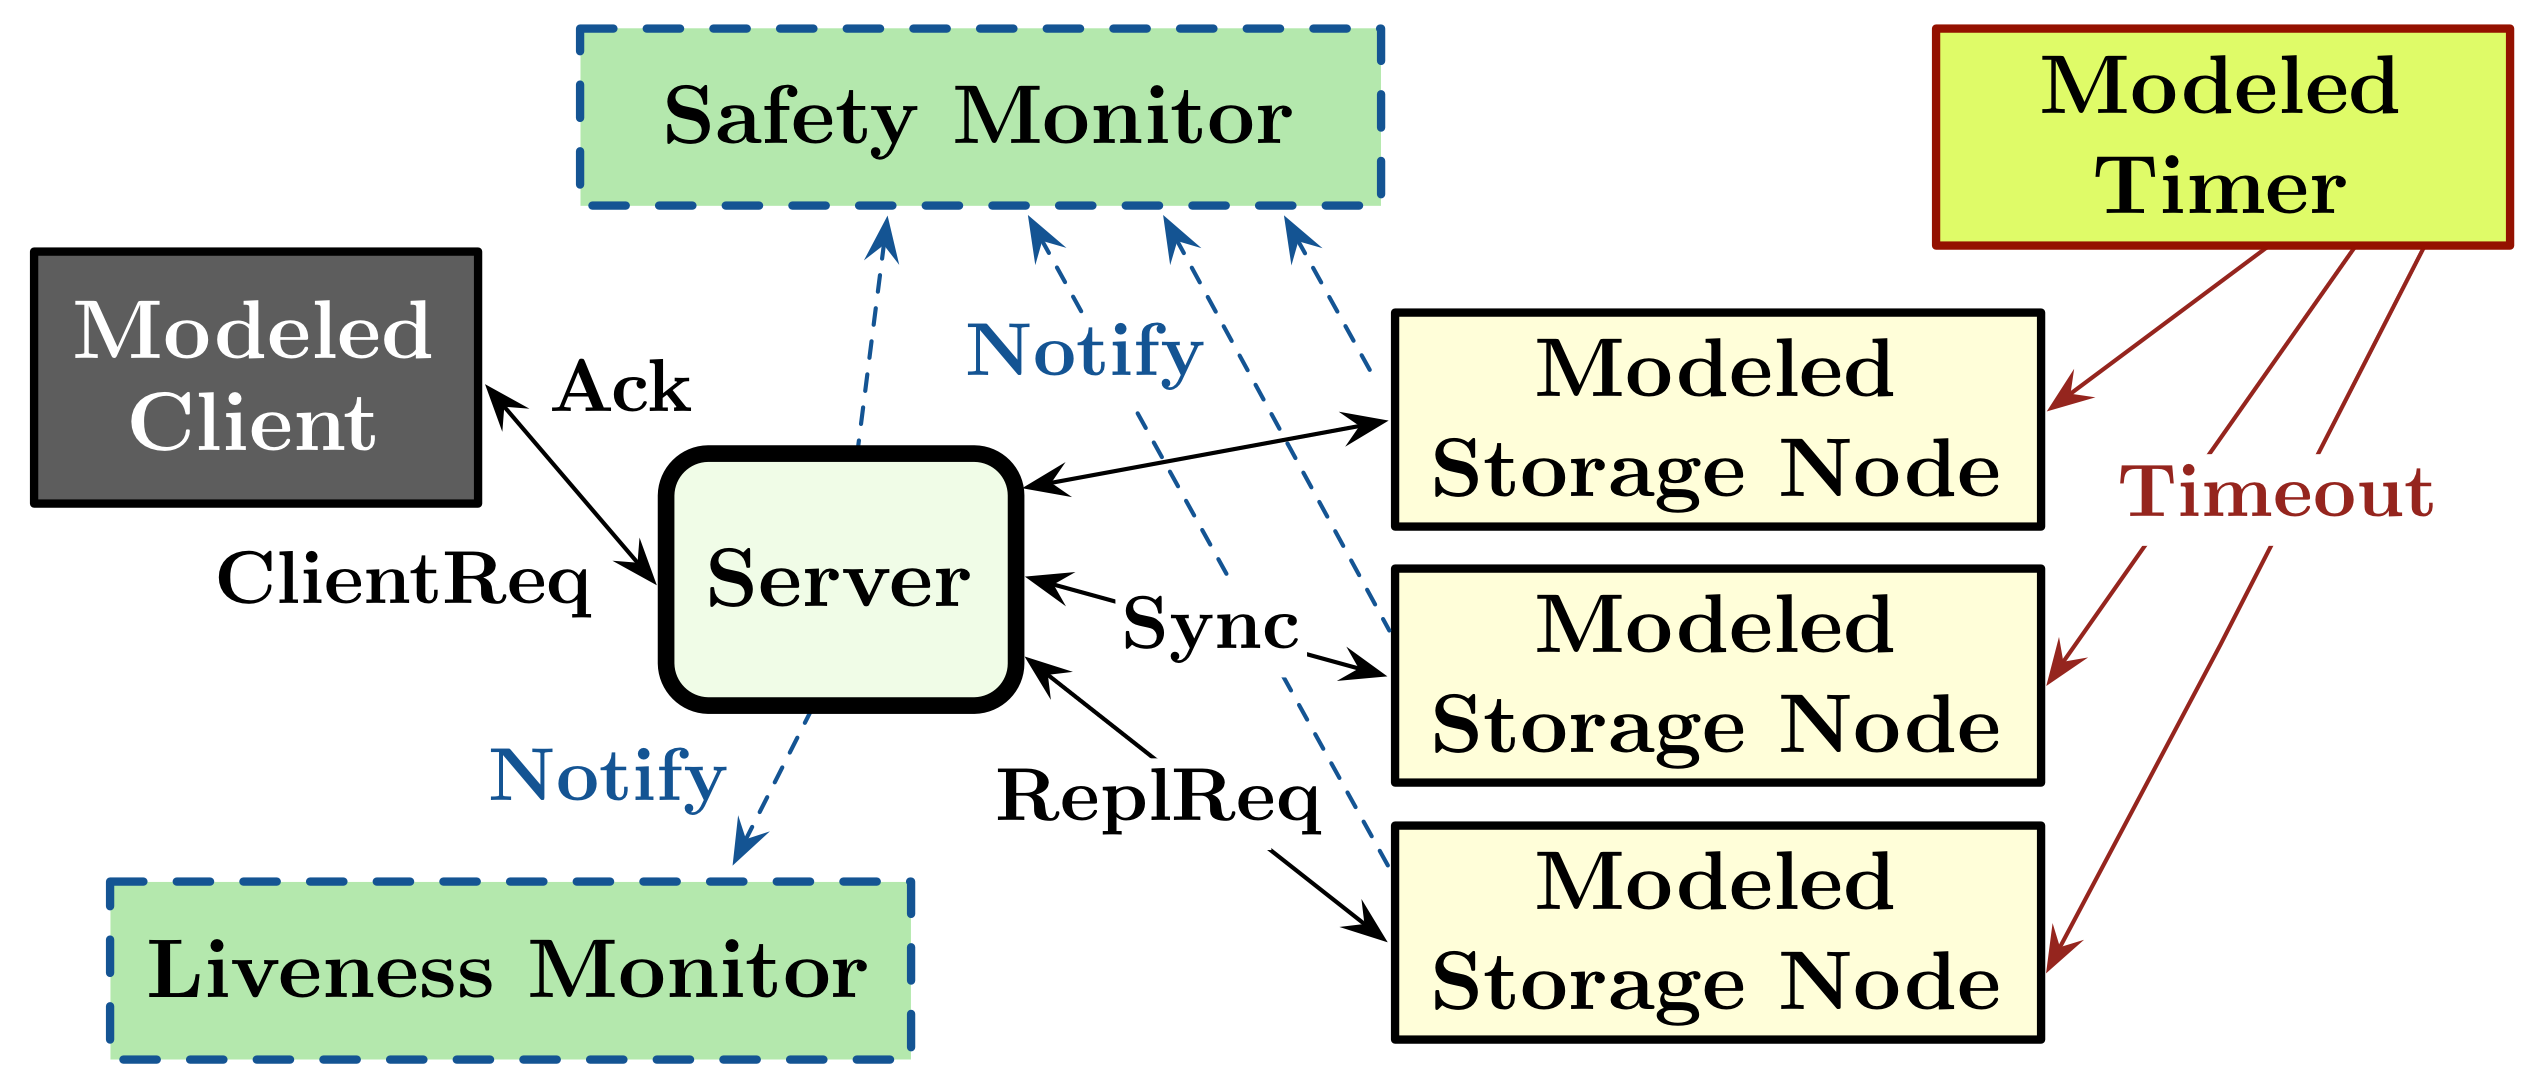 Safety Monitor
Modeled
Timer
Modeled
Client
Ack
Notify
Modeled
Storage Node
Timeout
ClientReq
Server
Sync
Modeled
Storage Node
Notify
ReplReq
Modeled
Storage Node
Liveness Monitor